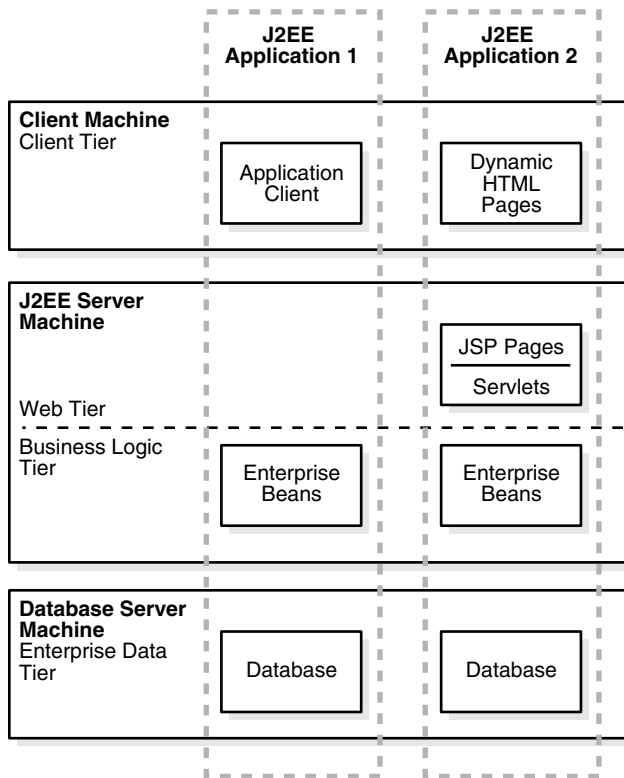 J2EE
Application 1
J2EE
Application 2
Client Machine
Client Tier
Application
Client
Dynamic
HTML
Pages
J2EE Server
Machine
JSP Pages
Servlets
Web Tier
Business Logic
Tier
Enterprise
Beans
Enterprise
Beans
Database Server
Machine
Enterprise Data
Tier
Database
Database